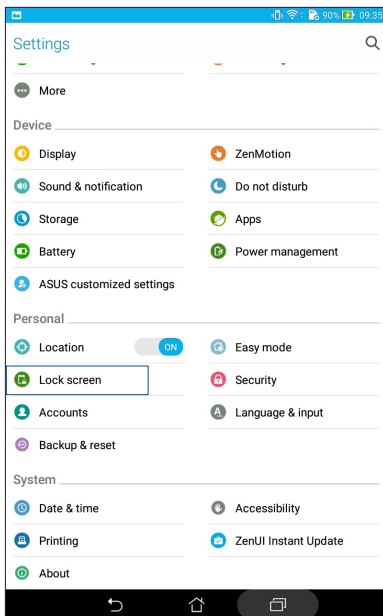 90% 09:35
Settings
More
Device
Display
ZenMotion
Sound & notification
Do not disturb
Storage
Apps
Battery
Power management
ASUS customized settings
Personal
Location ON
Easy mode
Lock screen
Security
Accounts
Language & input
Backup & reset
System
Date & time
Accessibility
Printing
ZenUI Instant Update
About